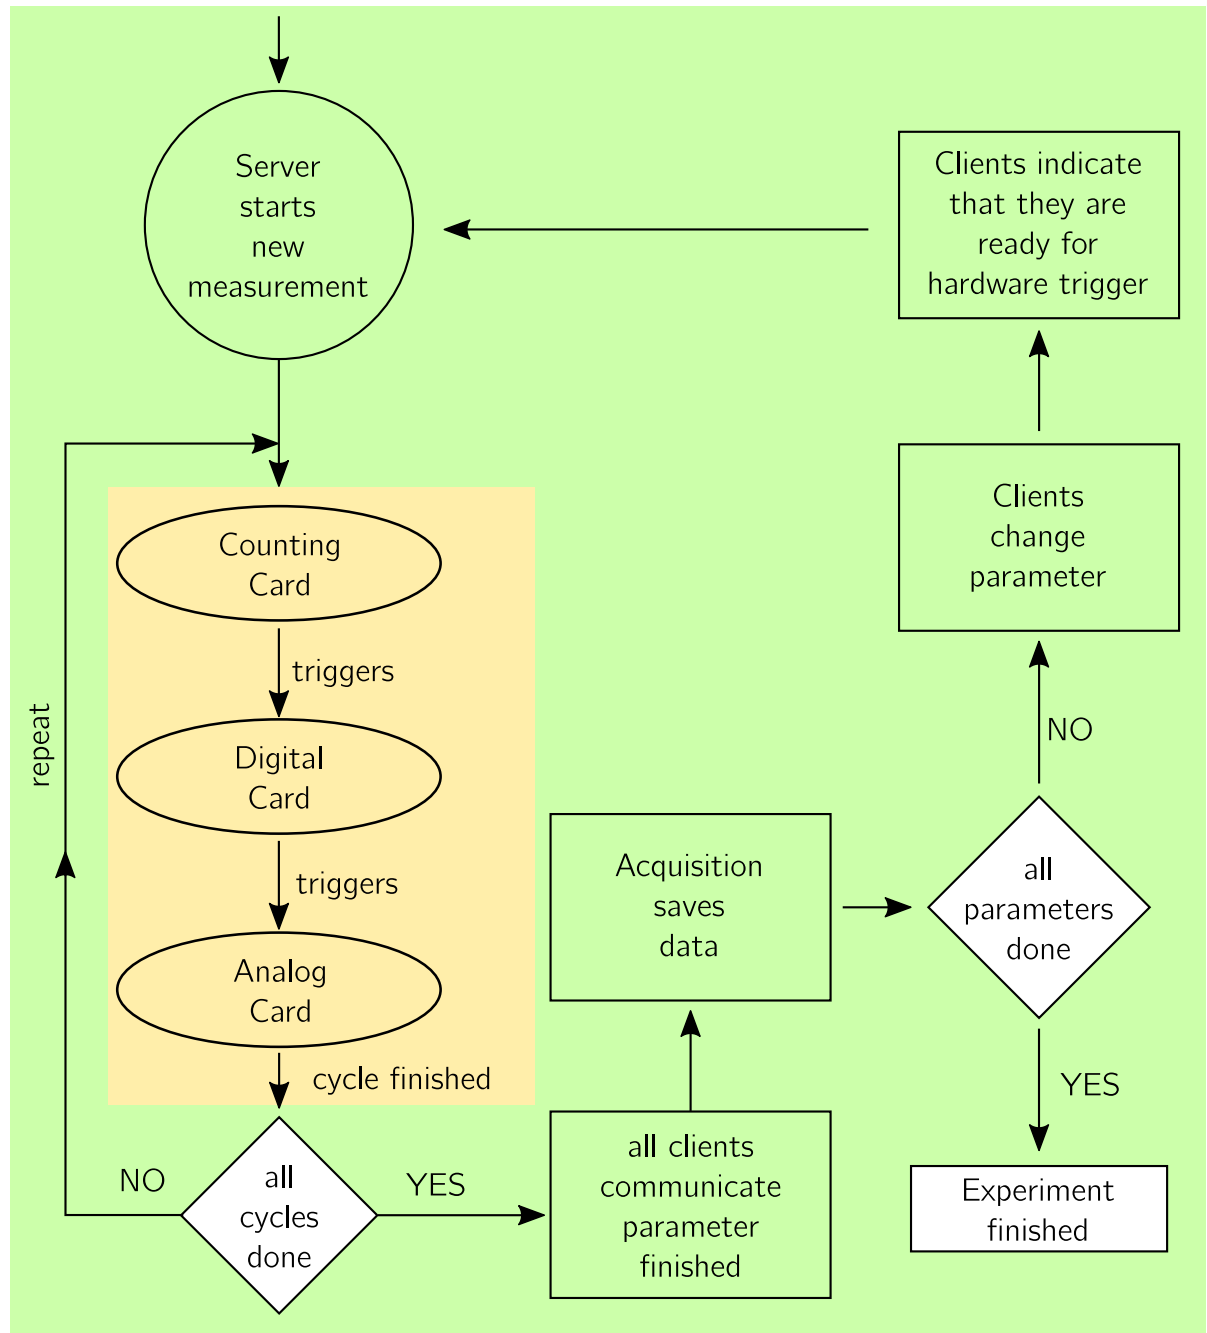 Server
starts
new
measurement
Clients indicate
that they are
ready for
hardware trigger
Clients
change
parameter
Counting
Card
triggers
repeat
Digital
Card
triggers
Analog
Card
cycle finished
NO
all
cycles
done
YES
all clients
communicate
parameter
finished
Acquisition
saves
data
all
parameters
done
NO
YES
Experiment
finished